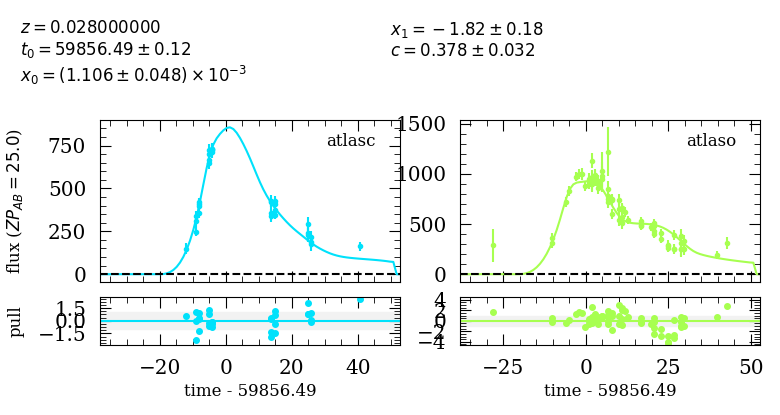 z = 0.028000000
t₀ = 59856.49 ± 0.12
x₀ = (1.106 ± 0.048) × 10⁻³
x₁ = −1.82 ± 0.18
c = 0.378 ± 0.032
flux (ZP_AB = 25.0)
750
500
250
0
atlasc
1500
1000
500
0
atlaso
pull
1.5
0.0
−1.5
−20
0
20
40
time - 59856.49
4
2
0
−2
−4
−25
0
25
50
time - 59856.49